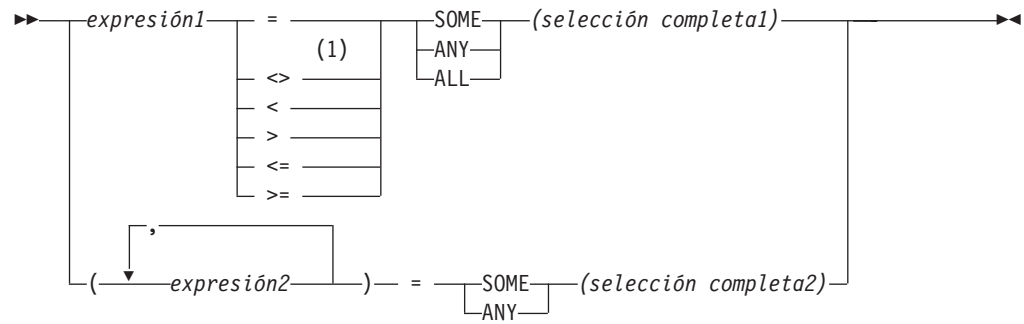 expresión1 = SOME (selección completa1)
(1) ANY
<> ALL
<
>
<=
>=
,
( expresión2 ) = SOME (selección completa2)
ANY